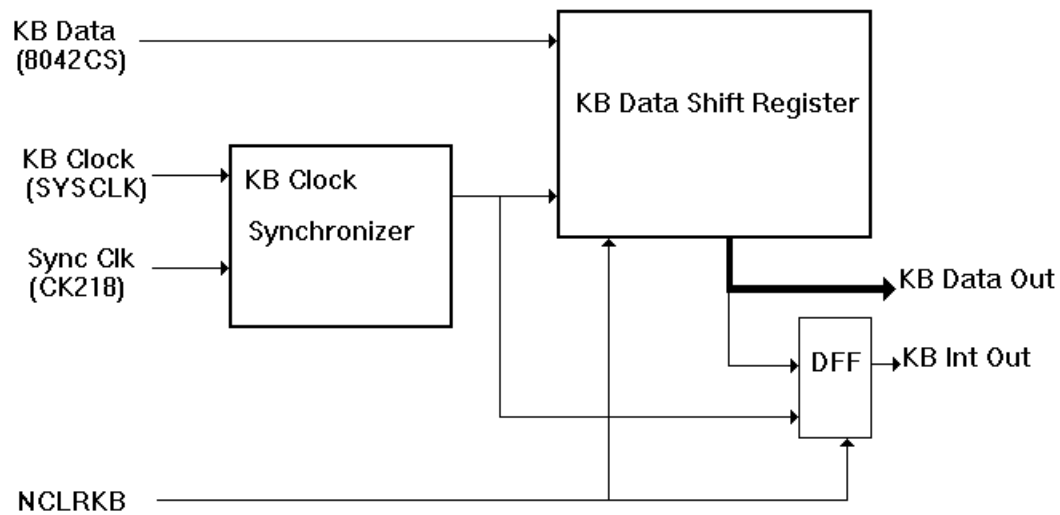 KB Data
(8042CS)
KB Data Shift Register
KB Clock
(SYSCLK)
KB Clock
Synchronizer
Sync Clk
(CK218)
KB Data Out
DFF
KB Int Out
NCLRKB